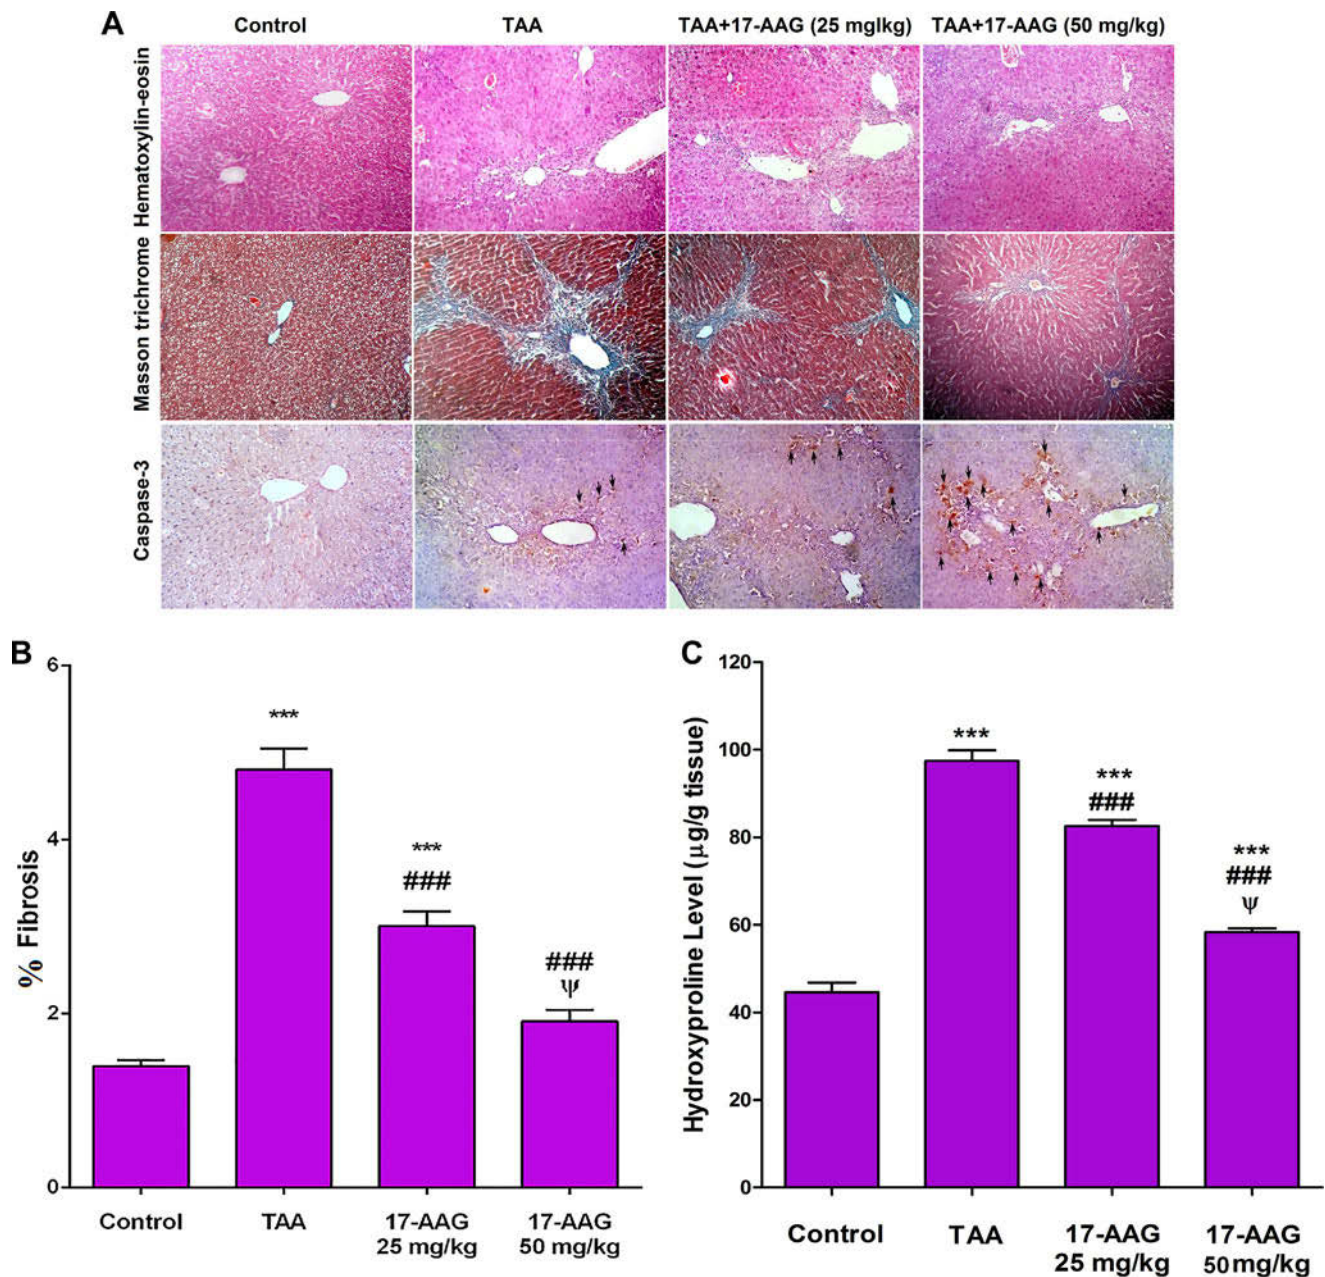 A
Control
TAA
TAA+17-AAG (25 mglkg)
TAA+17-AAG (50 mg/kg)
Hematoxylin-eosin
Masson trichrome
Caspase-3
B
% Fibrosis
6
4
2
0
***
***
###
###
ψ
Control
TAA
17-AAG
25 mg/kg
17-AAG
50 mg/kg
C
Hydroxyproline Level (µg/g tissue)
120
100
80
60
40
20
0
***
***
###
***
###
ψ
Control
TAA
17-AAG
25 mg/kg
17-AAG
50 mg/kg